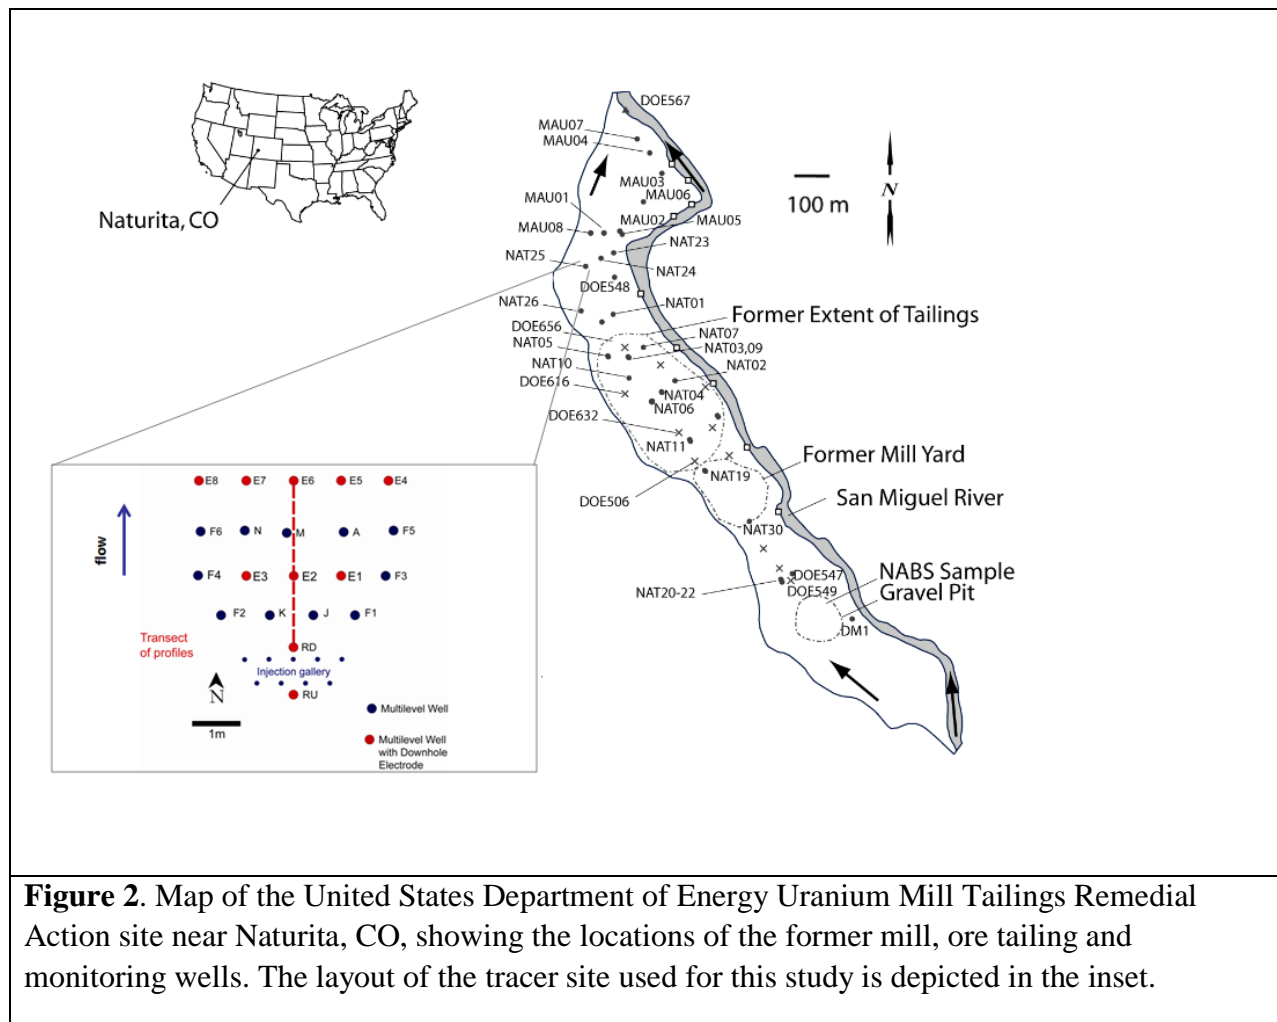 Naturita, CO
DOE567
MAU07
MAU04
MAU03
MAU06
MAU01
MAU02
MAU05
MAU08
NAT23
NAT25
NAT24
DOE548
NAT26
NAT01
Former Extent of Tailings
DOE656
NAT07
NAT05
NAT03,09
NAT10
NAT02
DOE616
NAT04
NAT06
DOE632
NAT11
Former Mill Yard
NAT19
San Miguel River
DOE506
NAT30
DOE547
NABS Sample
NAT20-22
DOE549
Gravel Pit
DM1
100 m
N
E8
E7
E6
E5
E4
flow
F6
N
M
A
F5
F4
E3
E2
E1
F3
F2
K
J
F1
Transect
of profiles
RD
Injection gallery
N
RU
1m
Multilevel Well
Multilevel Well
with Downhole
Electrode
Figure 2. Map of the United States Department of Energy Uranium Mill Tailings Remedial
Action site near Naturita, CO, showing the locations of the former mill, ore tailing and
monitoring wells. The layout of the tracer site used for this study is depicted in the inset.